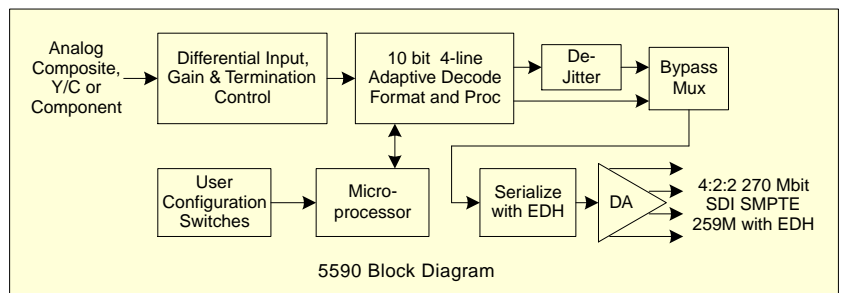 Analog
Composite,
Y/C or
Component
Differential Input,
Gain & Termination
Control
10 bit 4-line
Adaptive Decode
Format and Proc
De-
Jitter
Bypass
Mux
User
Configuration
Switches
Micro-
processor
Serialize
with EDH
DA
4:2:2 270 Mbit
SDI SMPTE
259M with EDH
5590 Block Diagram